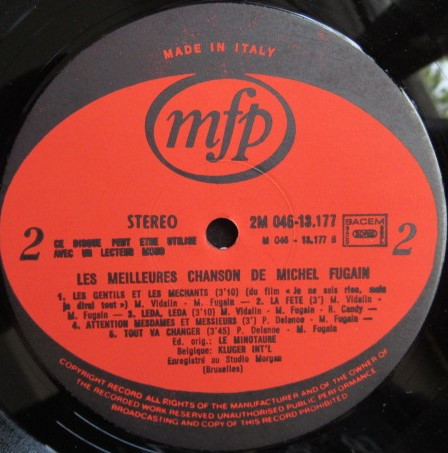 MADE IN ITALY
mfp
STEREO
2M 046-13.177
M 046 - 13.177 B
SACEM
2
CE DISQUE PEUT ETRE UTILISE
AVEC UN LECTEUR MONO
2
LES MEILLEURES CHANSON DE MICHEL FUGAIN
1. LES GENTILS ET LES MECHANTS (3'10) (du film « Je ne sais rien, mais
je dirai tout ») M. Vidalin - M. Fugain — 2. LA FETE (3') M. Vidalin -
M. Fugain — 3. LEDA, LEDA (3'10) M. Vidalin - M. Fugain - R. Candy —
4. ATTENTION MESDAMES ET MESSIEURS (3') P. Delanoe - M. Fugain —
5. TOUT VA CHANGER (3'15) P. Delanoe - M. Fugain
Ed. orig.: LE MINOTAURE
Belgique: KLUGER INT'L
Enregistré au Studio Morgan
(Bruxelles)
COPYRIGHT RECORD ALL RIGHTS OF THE MANUFACTURER AND OF THE OWNER OF
THE RECORDED WORK RESERVED UNAUTHORISED PUBLIC PERFORMANCE
BROADCASTING AND COPY OF THIS RECORD PROHIBITED